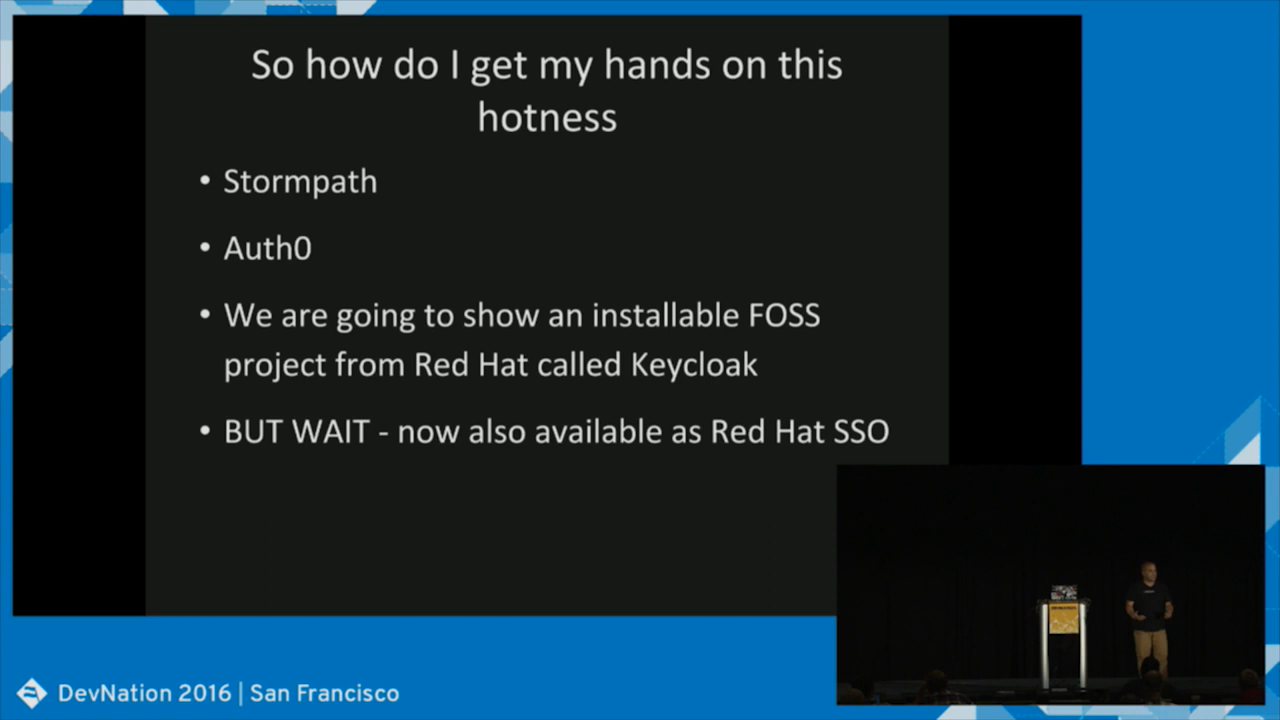 So how do I get my hands on this
hotness
• Stormpath
• Auth0
• We are going to show an installable FOSS
project from Red Hat called Keycloak
• BUT WAIT - now also available as Red Hat SSO
DevNation 2016 | San Francisco